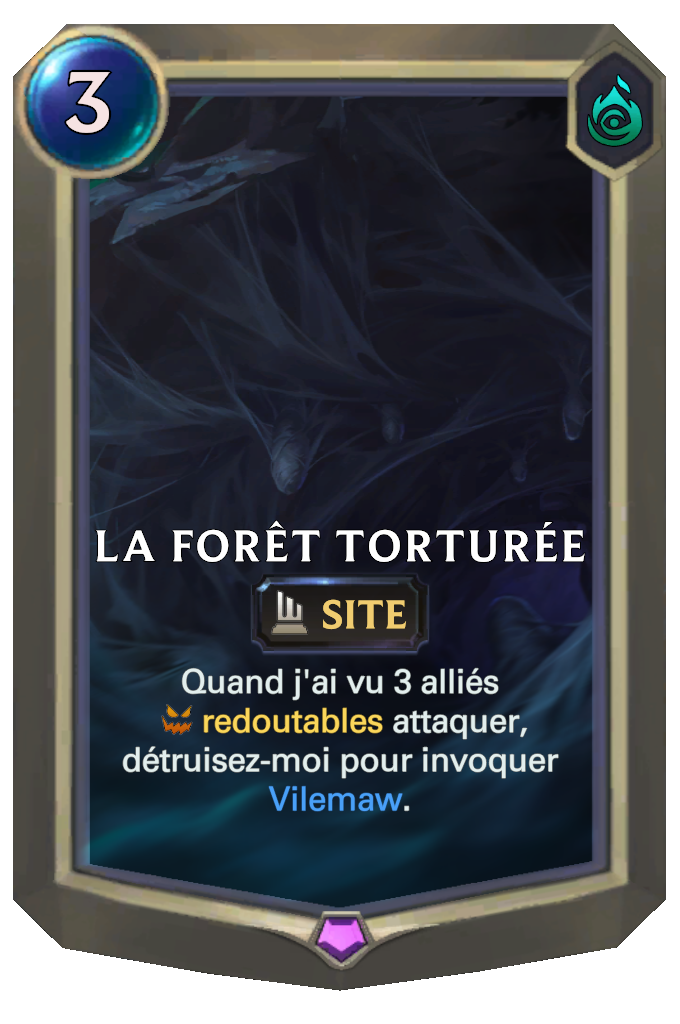 3
LA FORÊT TORTURÉE
SITE
Quand j'ai vu 3 alliés
redoutables attaquer,
détruisez-moi pour invoquer
Vilemaw.